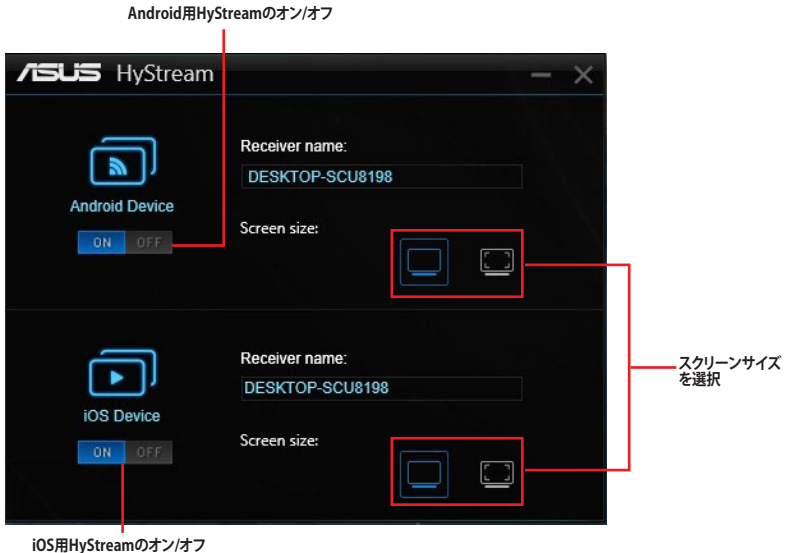 Android用HyStreamのオン/オフ
ASUS HyStream
Receiver name:
DESKTOP-SCU8198
Android Device
ON OFF
Screen size:
スクリーンサイズ
を選択
Receiver name:
DESKTOP-SCU8198
iOS Device
ON OFF
Screen size:
iOS用HyStreamのオン/オフ